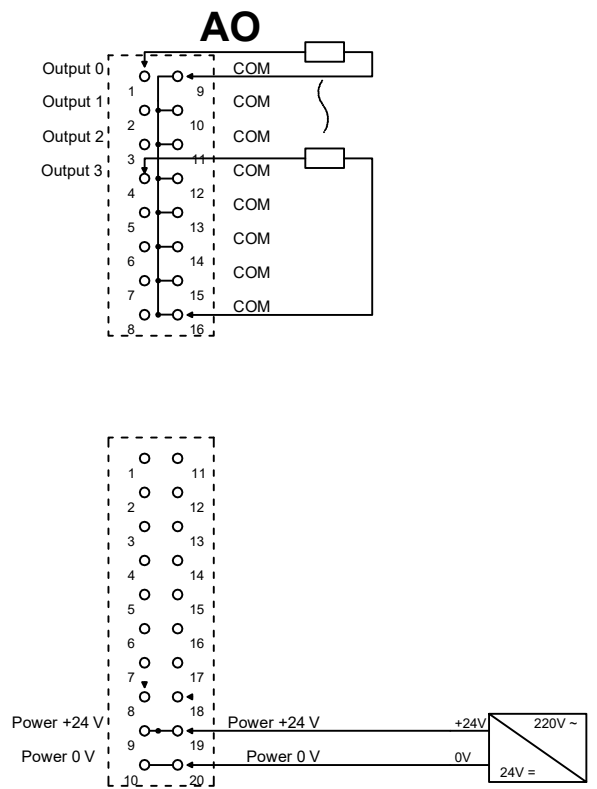 AO
Output 0 COM
1 9
Output 1 COM
2 10
Output 2 COM
3 11
Output 3 COM
4 12
COM
5 13
COM
6 14
COM
7 15
COM
8 16
1 11
2 12
3 13
4 14
5 15
6 16
7 17
8 18
Power +24 V Power +24 V +24V 220V ~
9 19
Power 0 V Power 0 V 0V
24V =
10 20